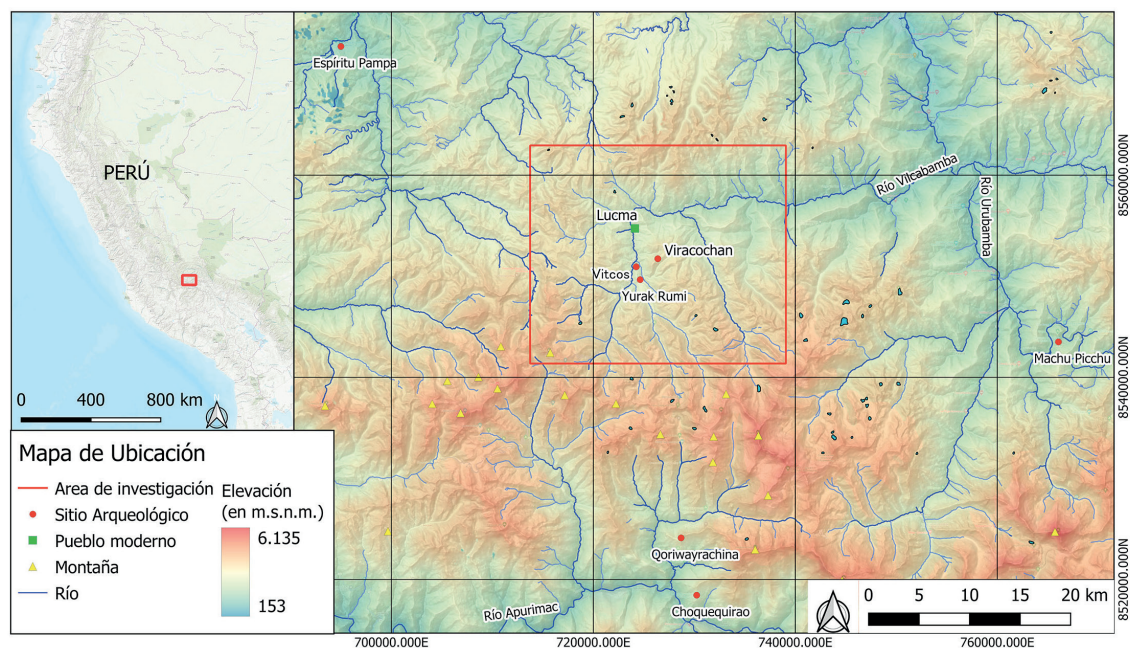 PERÚ
0 400 800 km
Mapa de Ubicación
Area de investigación
Sitio Arqueológico
Pueblo moderno
Montaña
Río
Elevación
(en m.s.n.m.)
6.135
153
Espíritu Pampa
Lucma
Viracochan
Vitcos
Yurak Rumi
Río Vilcabamba
Río Urubamba
Machu Picchu
Qoriwayrachina
Choquequirao
Río Apurimac
0 5 10 15 20 km
8560000.000N
8540000.000N
8520000.000N
700000.000E
720000.000E
740000.000E
760000.000E